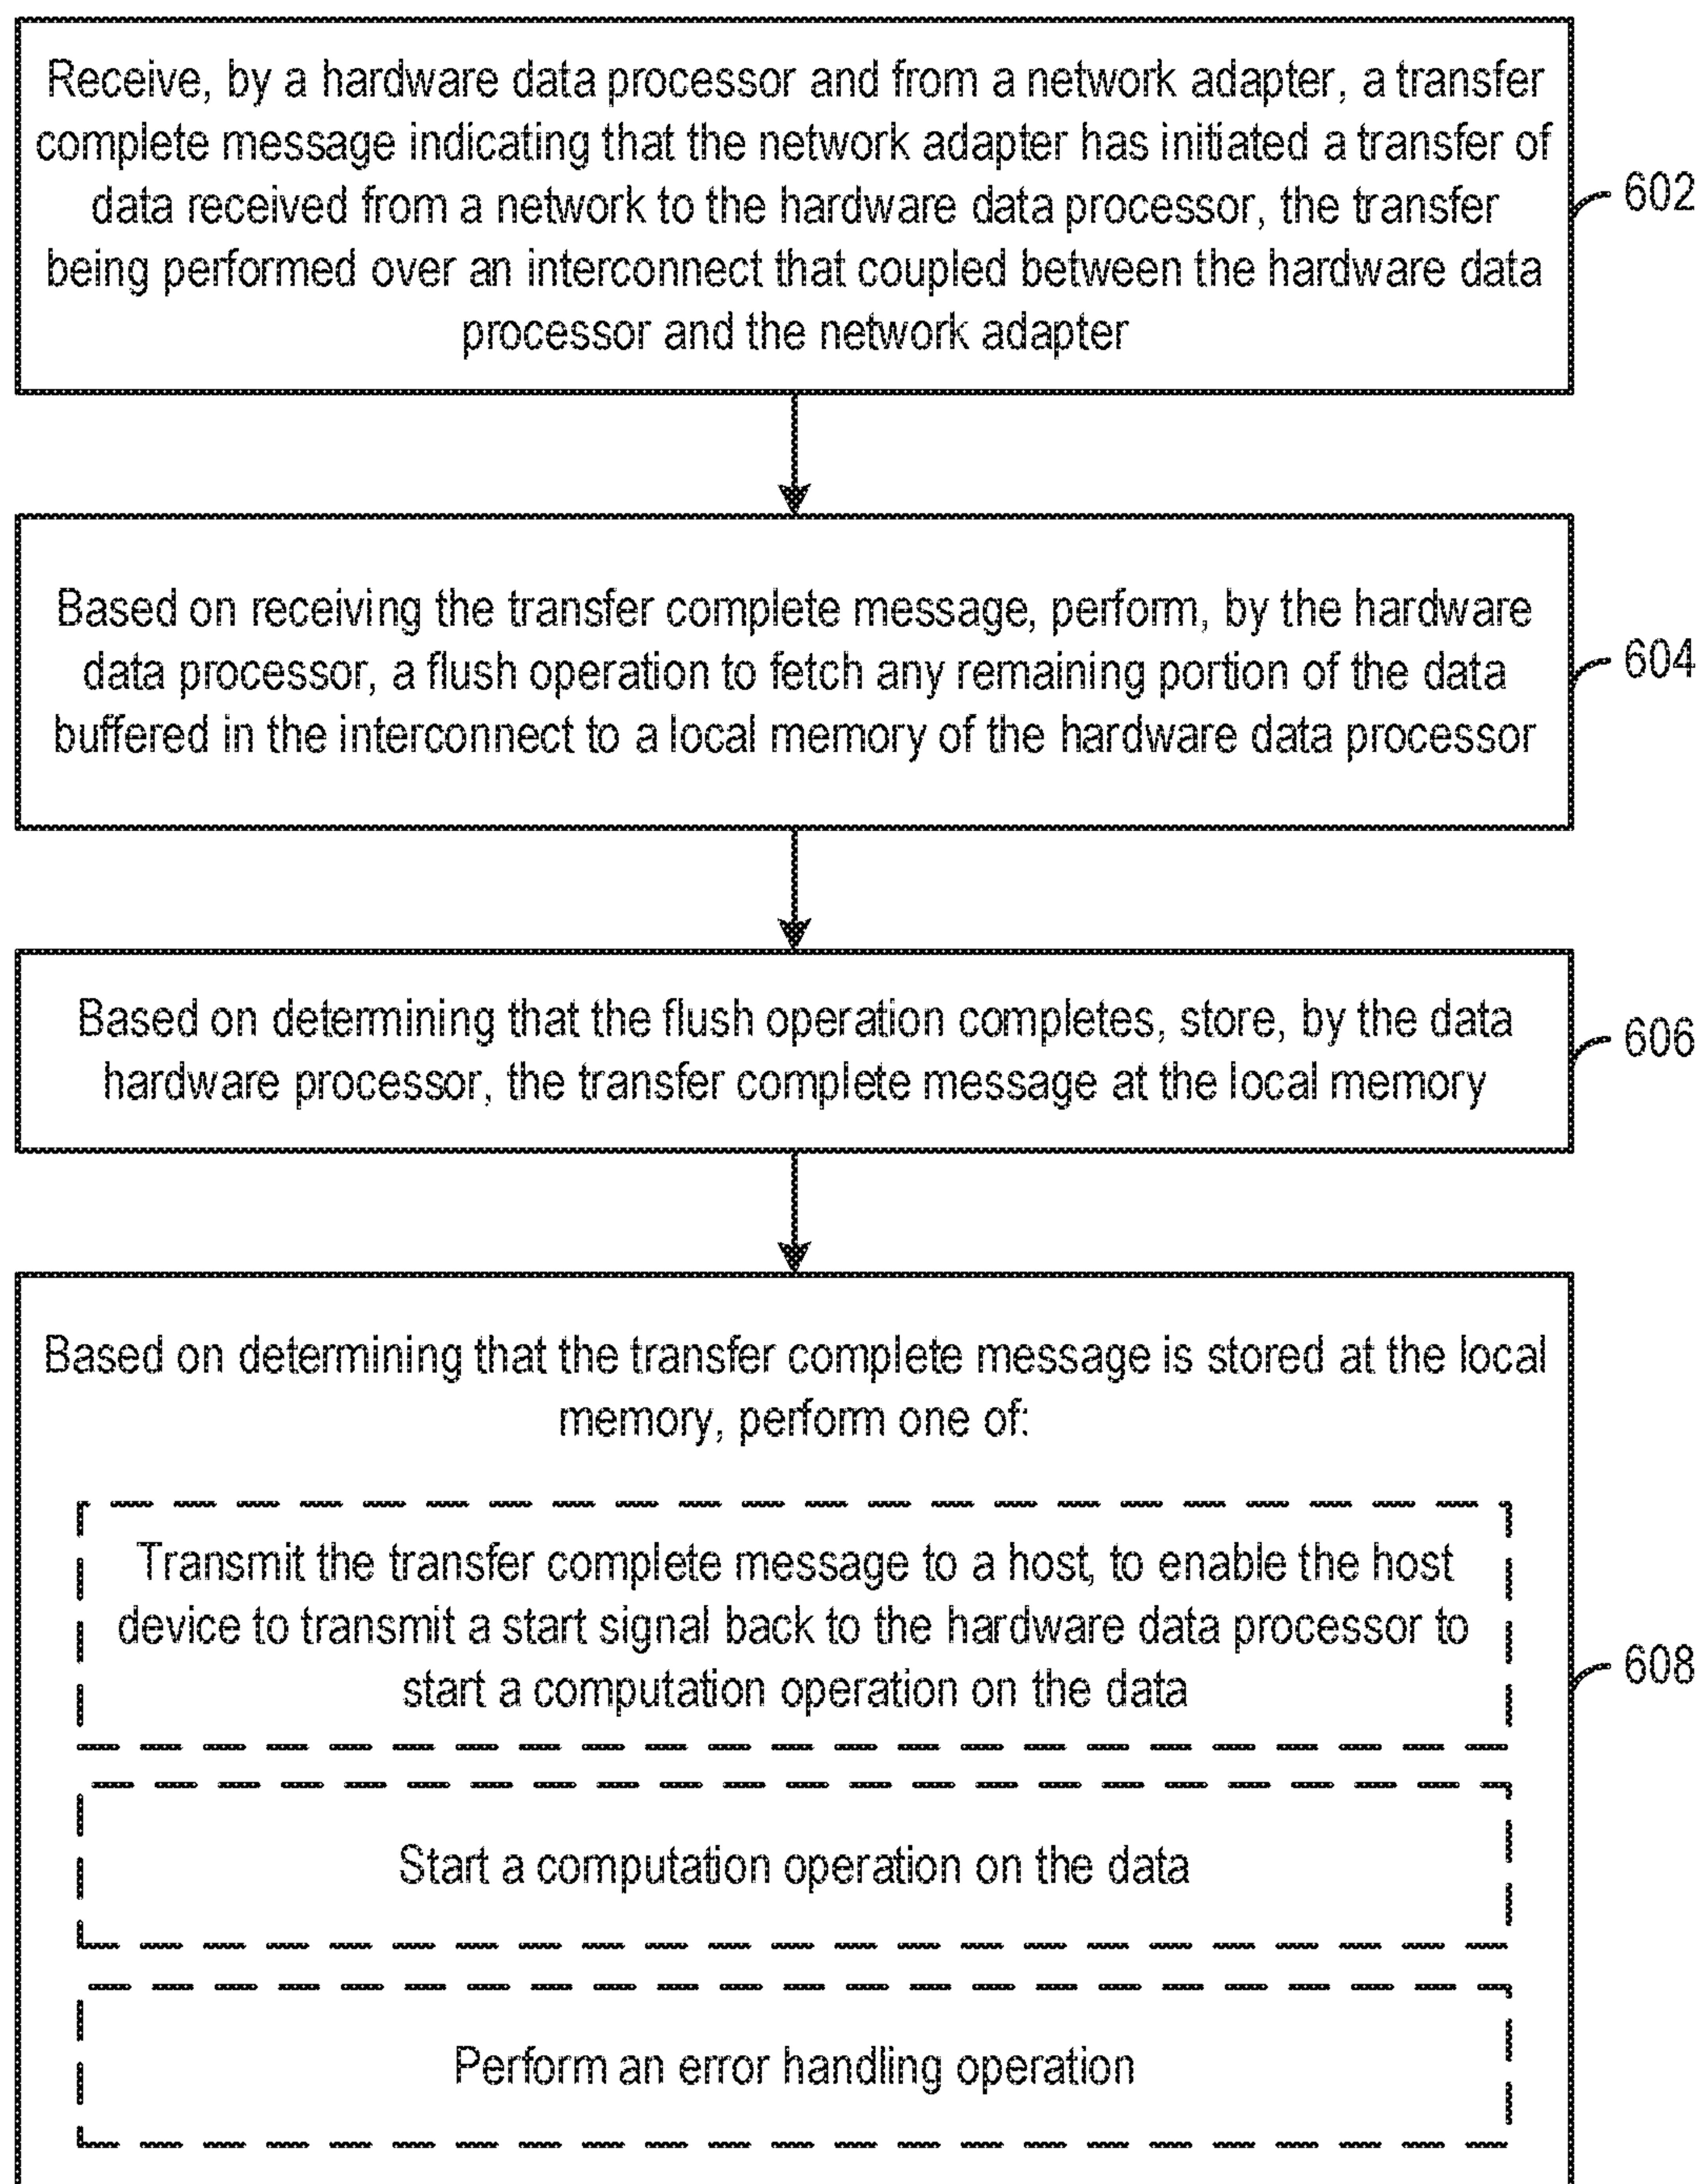 Receive, by a hardware data processor and from a network adapter, a transfer
complete message indicating that the network adapter has initiated a transfer of
data received from a network to the hardware data processor, the transfer
being performed over an interconnect that coupled between the hardware data
processor and the network adapter
602
Based on receiving the transfer complete message, perform, by the hardware
data processor, a flush operation to fetch any remaining portion of the data
buffered in the interconnect to a local memory of the hardware data processor
604
Based on determining that the flush operation completes, store, by the data
hardware processor, the transfer complete message at the local memory
606
Based on determining that the transfer complete message is stored at the local
memory, perform one of:
Transmit the transfer complete message to a host, to enable the host
device to transmit a start signal back to the hardware data processor to
start a computation operation on the data
608
Start a computation operation on the data
Perform an error handling operation